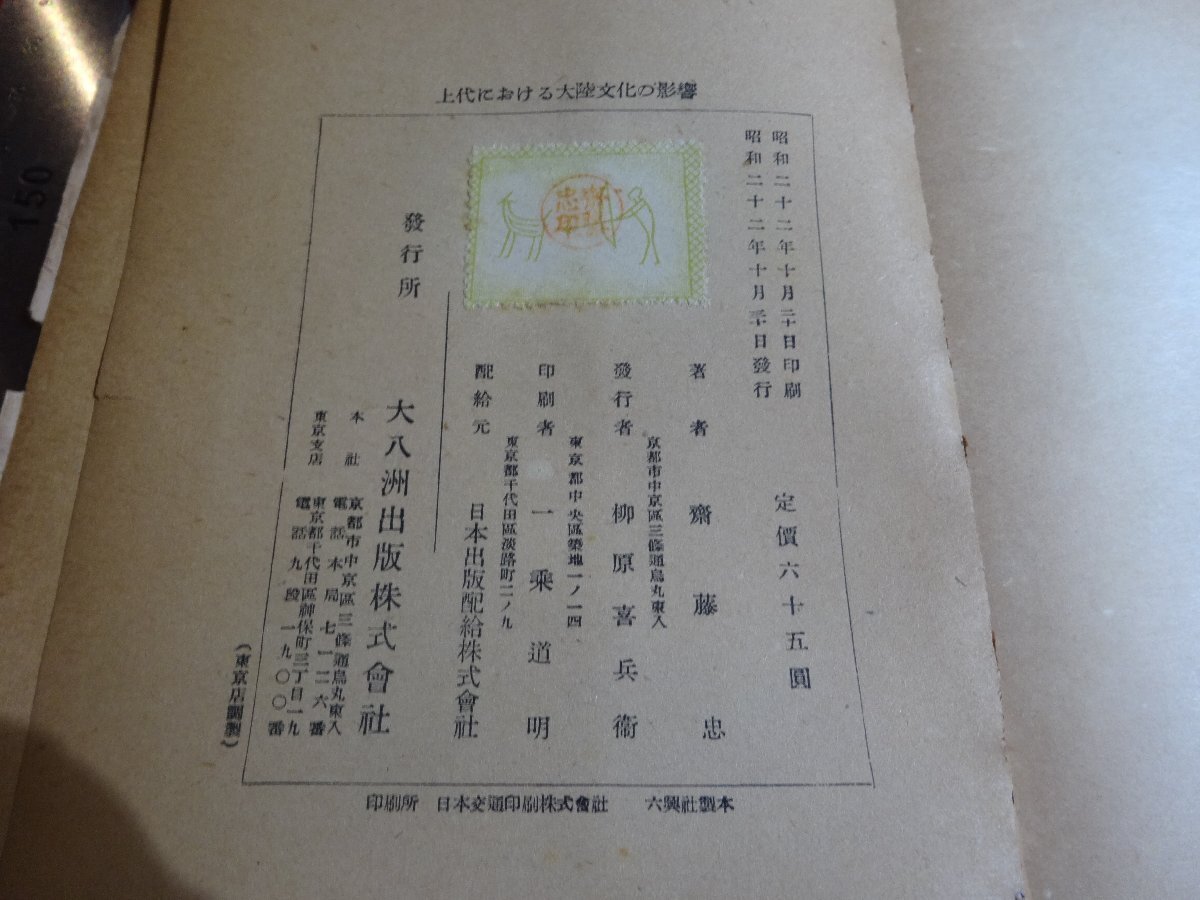 上代における大陸文化の影響
昭和二十二年十月二十日印刷
昭和二十二年十月三十日發行
定價六十五圓
著者 齋藤忠
京都市中京區三條通烏丸東入
發行者 柳原喜兵衞
東京都中央區築地一ノ一四
印刷者 一乘道明
東京都千代田區淡路町二ノ九
配給元 日本出版配給株式會社
發行所 大八洲出版株式會社
本社 京都市中京區三條通烏丸東入
電話本局七一二六番
東京支店 東京都千代田區神保町三丁目一九
電話九段一九〇〇番
(東京店調製)
印刷所 日本交通印刷株式會社 六興社製本
150